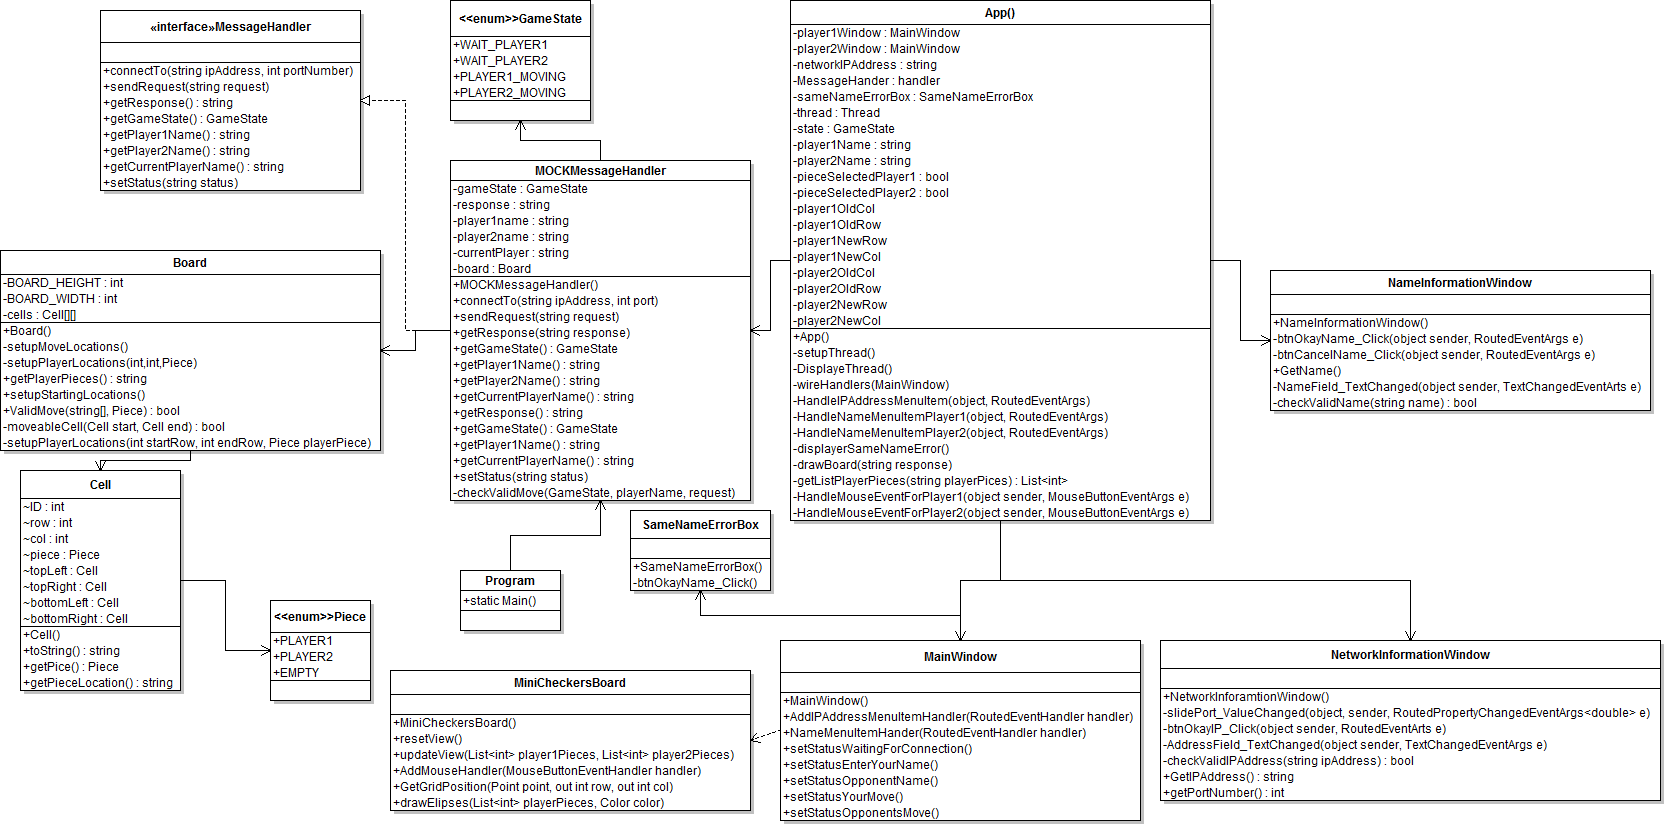 «interface»MessageHandler
+connectTo(string ipAddress, int portNumber)
+sendRequest(string request)
+getResponse() : string
+getGameState() : GameState
+getPlayer1Name() : string
+getPlayer2Name() : string
+getCurrentPlayerName() : string
+setStatus(string status)
<<enum>>GameState
+WAIT_PLAYER1
+WAIT_PLAYER2
+PLAYER1_MOVING
+PLAYER2_MOVING
App()
-player1Window : MainWindow
-player2Window : MainWindow
-networkIPAddress : string
-MessageHander : handler
-sameNameErrorBox : SameNameErrorBox
-thread : Thread
-state : GameState
-player1Name : string
-player2Name : string
-pieceSelectedPlayer1 : bool
-pieceSelectedPlayer2 : bool
-player1OldCol
-player1OldRow
-player1NewRow
-player1NewCol
-player2OldCol
-player2OldRow
-player2NewRow
-player2NewCol
+App()
-setupThread()
-DisplayeThread()
-wireHandlers(MainWindow)
-HandleIPAddressMenuItem(object, RoutedEventArgs)
-HandleNameMenuItemPlayer1(object, RoutedEventArgs)
-HandleNameMenuItemPlayer2(object, RoutedEventArgs)
-displayerSameNameError()
-drawBoard(string response)
-getListPlayerPieces(string playerPices) : List<int>
-HandleMouseEventForPlayer1(object sender, MouseButtonEventArgs e)
-HandleMouseEventForPlayer2(object sender, MouseButtonEventArgs e)
MOCKMessageHandler
-gameState : GameState
-response : string
-player1name : string
-player2name : string
-currentPlayer : string
-board : Board
+MOCKMessageHandler()
+connectTo(string ipAddress, int port)
+sendRequest(string request)
+getResponse(string response)
+getGameState() : GameState
+getPlayer1Name() : string
+getPlayer2Name() : string
+getCurrentPlayerName() : string
+getResponse() : string
+getGameState() : GameState
+getPlayer1Name() : string
+getCurrentPlayerName() : string
+setStatus(string status)
-checkValidMove(GameState, playerName, request)
Board
-BOARD_HEIGHT : int
-BOARD_WIDTH : int
-cells : Cell[][]
+Board()
-setupMoveLocations()
-setupPlayerLocations(int,int,Piece)
+getPlayerPieces() : string
+setupStartingLocations()
+ValidMove(string[], Piece) : bool
-moveableCell(Cell start, Cell end) : bool
-setupPlayerLocations(int startRow, int endRow, Piece playerPiece)
NameInformationWindow
+NameInformationWindow()
-btnOkayName_Click(object sender, RoutedEventArgs e)
-btnCancelName_Click(object sender, RoutedEventArgs e)
+GetName()
-NameField_TextChanged(object sender, TextChangedEventArts e)
-checkValidName(string name) : bool
Cell
~ID : int
~row : int
~col : int
~piece : Piece
~topLeft : Cell
~topRight : Cell
~bottomLeft : Cell
~bottomRight : Cell
+Cell()
+toString() : string
+getPice() : Piece
+getPieceLocation() : string
<<enum>>Piece
+PLAYER1
+PLAYER2
+EMPTY
Program
+static Main()
SameNameErrorBox
+SameNameErrorBox()
-btnOkayName_Click()
MiniCheckersBoard
+MiniCheckersBoard()
+resetView()
+updateView(List<int> player1Pieces, List<int> player2Pieces)
+AddMouseHandler(MouseButtonEventHandler handler)
+GetGridPosition(Point point, out int row, out int col)
+drawElipses(List<int> playerPieces, Color color)
MainWindow
+MainWindow()
+AddIPAddressMenuItemHandler(RoutedEventHandler handler)
+NameMenuItemHander(RoutedEventHandler handler)
+setStatusWaitingForConnection()
+setStatusEnterYourName()
+setStatusOpponentName()
+setStatusYourMove()
+setStatusOpponentsMove()
NetworkInformationWindow
+NetworkInforamtionWindow()
-slidePort_ValueChanged(object, sender, RoutedPropertyChangedEventArgs<double> e)
-btnOkayIP_Click(object sender, RoutedEventArts e)
-AddressField_TextChanged(object sender, TextChangedEventArgs e)
-checkValidIPAddress(string ipAddress) : bool
+GetIPAddress() : string
+getPortNumber() : int